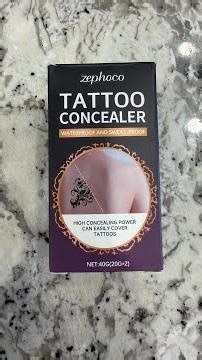 zephoco
TATTOO
CONCEALER
WATERPROOF AND SWEAT-PROOF
HIGH CONCEALING POWER
CAN EASILY COVER
TATTOOS
NET:40G(20G×2)